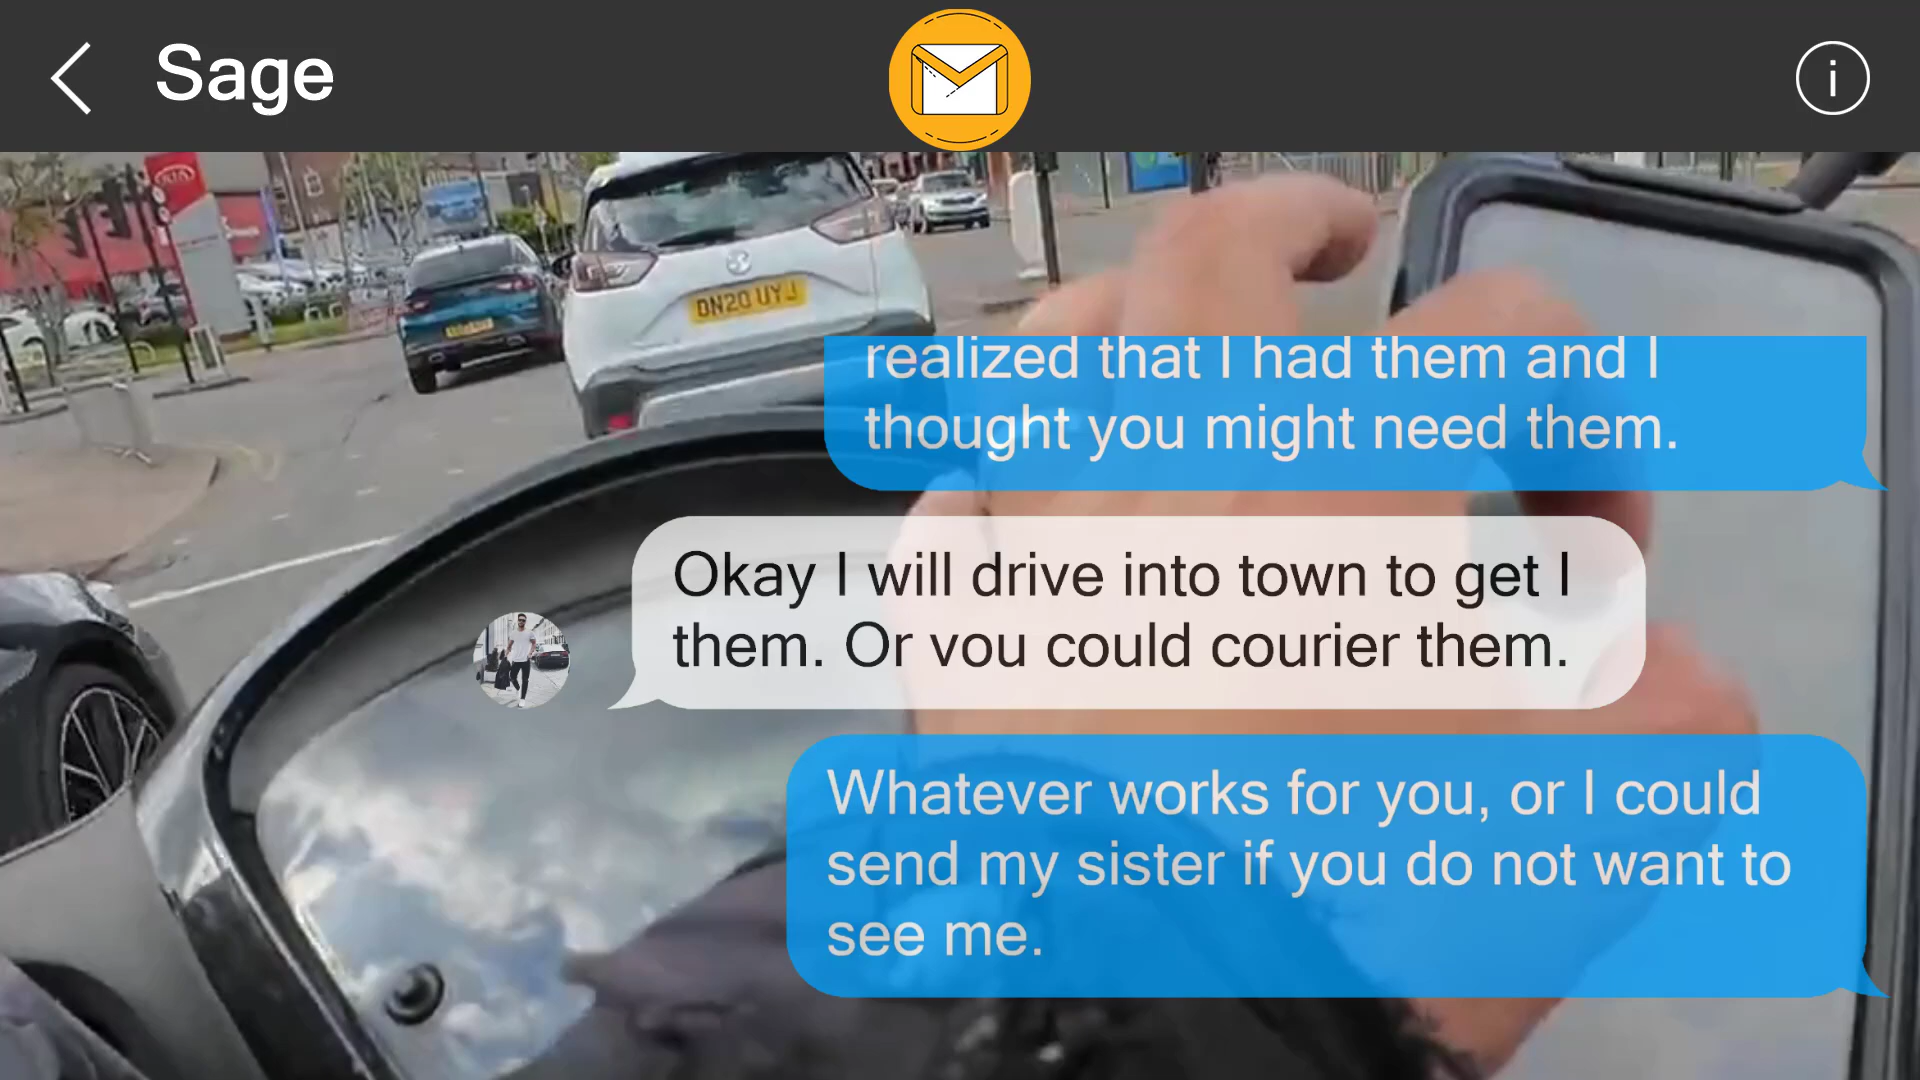 Sage
i
KIA
DN20 UYJ
realized that I had them and I
thought you might need them.
Okay I will drive into town to get I
them. Or vou could courier them.
Whatever works for you, or I could
send my sister if you do not want to
see me.